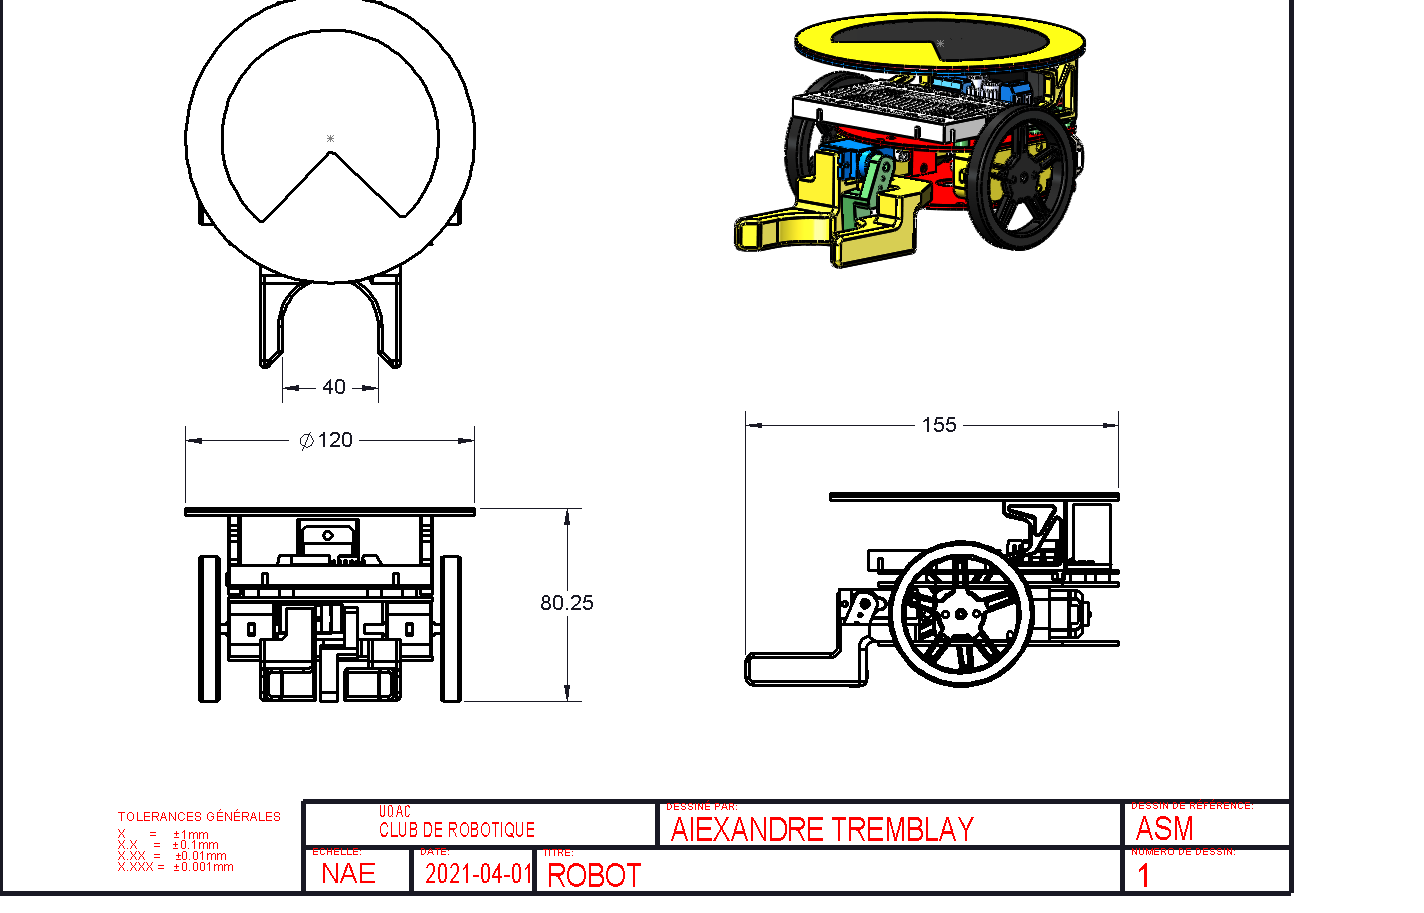 40
⌀120
155
80.25
TOLERANCES GÉNÉRALES
X = ±1mm
X.X = ±0.1mm
X.XX = ±0.01mm
X.XXX = ±0.001mm
UQAC
CLUB DE ROBOTIQUE
DESSINÉ PAR:
AlEXANDRE TREMBLAY
DESSIN DE RÉFÉRENCE:
ASM
ÉCHELLE:
NAE
DATE:
2021-04-01
TITRE:
ROBOT
NUMÉRO DE DESSIN:
1